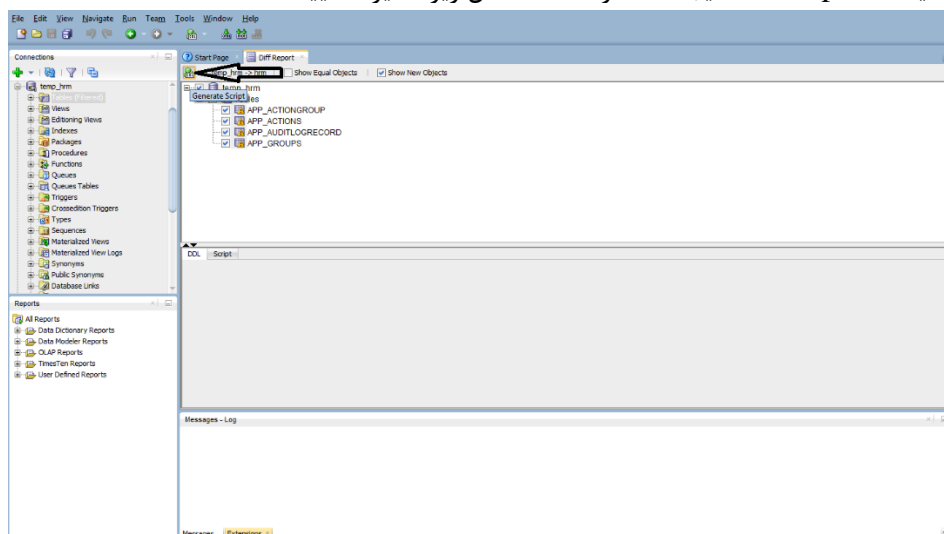 File Edit View Navigate Run Team Tools Window Help
Connections
temp_hrm
Views
Editioning Views
Indexes
Packages
Procedures
Functions
Queues
Queues Tables
Triggers
Crossedition Triggers
Types
Sequences
Materialized Views
Materialized View Logs
Synonyms
Public Synonyms
Database Links
Reports
All Reports
Data Dictionary Reports
Data Modeler Reports
OLAP Reports
TimesTen Reports
User Defined Reports
Start Page Diff Report
temp_hrm -> hrm Show Equal Objects Show New Objects
temp_hrm
Generate Script
APP_ACTIONGROUP
APP_ACTIONS
APP_AUDITLOGRECORD
APP_GROUPS
DDL Script
Messages - Log
Messages Extensions